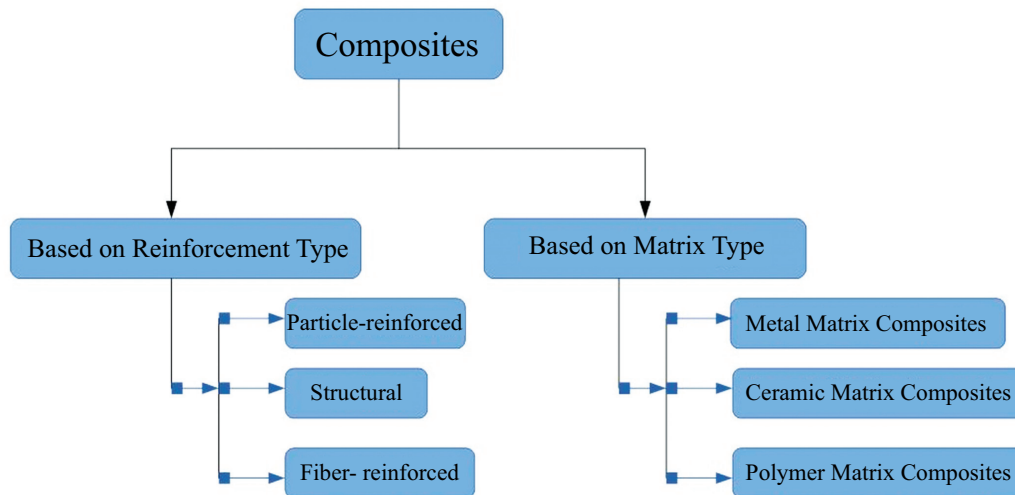 Composites
Based on Reinforcement Type
Based on Matrix Type
Particle-reinforced
Structural
Fiber- reinforced
Metal Matrix Composites
Ceramic Matrix Composites
Polymer Matrix Composites